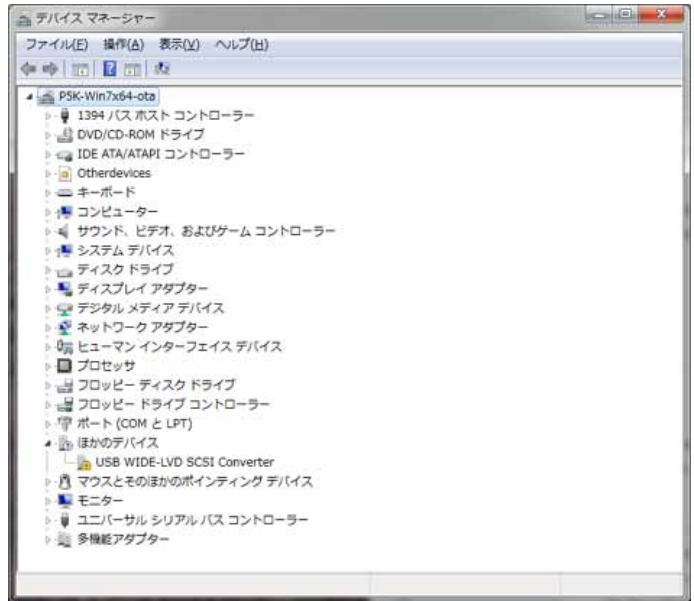 デバイス マネージャー
ファイル(F) 操作(A) 表示(V) ヘルプ(H)
P5K-Win7x64-ota
1394 バス ホスト コントローラー
DVD/CD-ROM ドライブ
IDE ATA/ATAPI コントローラー
Otherdevices
キーボード
コンピューター
サウンド、ビデオ、およびゲーム コントローラー
システム デバイス
ディスク ドライブ
ディスプレイ アダプター
デジタル メディア デバイス
ネットワーク アダプター
ヒューマン インターフェイス デバイス
プロセッサ
フロッピー ディスク ドライブ
フロッピー ドライブ コントローラー
ポート (COM と LPT)
ほかのデバイス
USB WIDE-LVD SCSI Converter
マウスとそのほかのポインティング デバイス
モニター
ユニバーサル シリアル バス コントローラー
多機能アダプター